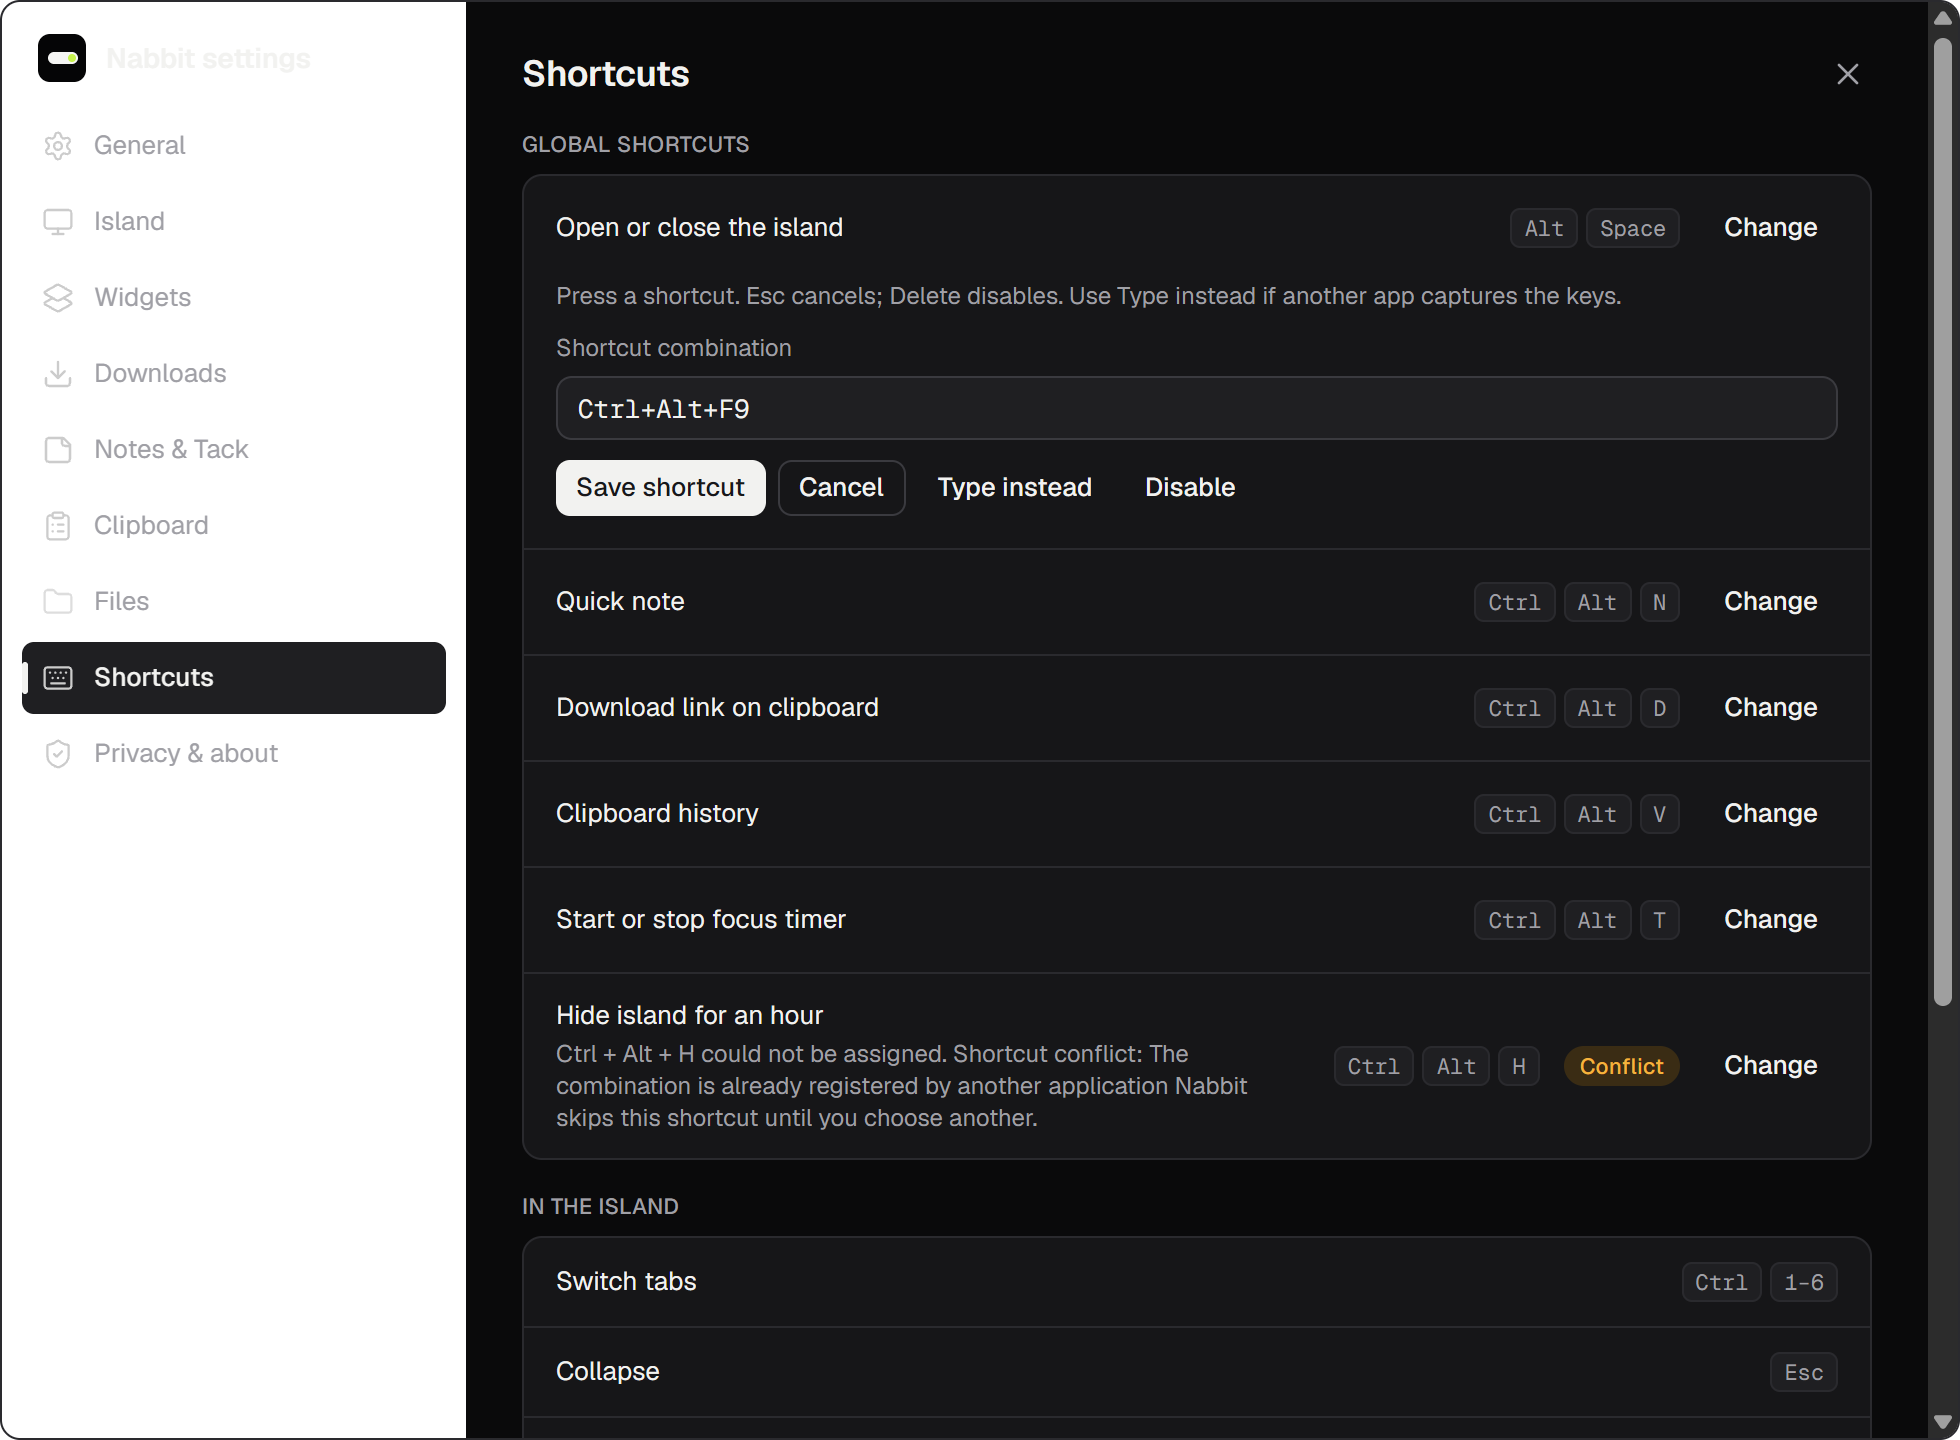 Nabbit settings
General
Island
Widgets
Downloads
Notes & Tack
Clipboard
Files
Shortcuts
Privacy & about
Shortcuts
GLOBAL SHORTCUTS
Open or close the island
Alt Space Change
Press a shortcut. Esc cancels; Delete disables. Use Type instead if another app captures the keys.
Shortcut combination
Ctrl+Alt+F9
Save shortcut Cancel Type instead Disable
Quick note
Ctrl Alt N Change
Download link on clipboard
Ctrl Alt D Change
Clipboard history
Ctrl Alt V Change
Start or stop focus timer
Ctrl Alt T Change
Hide island for an hour
Ctrl + Alt + H could not be assigned. Shortcut conflict: The
combination is already registered by another application Nabbit
skips this shortcut until you choose another.
Ctrl Alt H Conflict Change
IN THE ISLAND
Switch tabs
Ctrl 1-6
Collapse
Esc